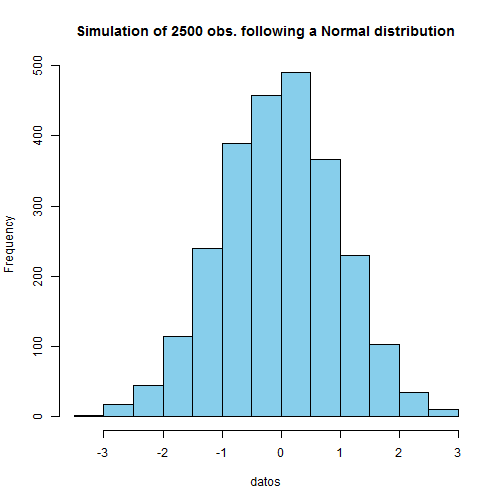 Simulation of 2500 obs. following a Normal distribution
500
400
300
200
100
0
Frequency
-3 -2 -1 0 1 2 3
datos